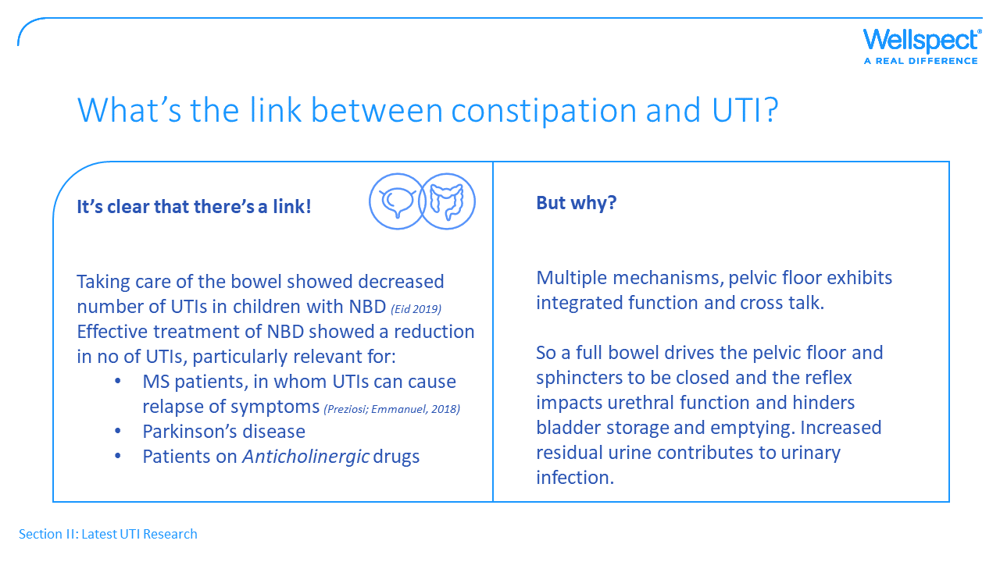 Wellspect®
A REAL DIFFERENCE
What's the link between constipation and UTI?
It's clear that there's a link!
Taking care of the bowel showed decreased
number of UTIs in children with NBD (Eid 2019)
Effective treatment of NBD showed a reduction
in no of UTIs, particularly relevant for:
• MS patients, in whom UTIs can cause
relapse of symptoms (Preziosi; Emmanuel, 2018)
• Parkinson's disease
• Patients on Anticholinergic drugs
But why?
Multiple mechanisms, pelvic floor exhibits
integrated function and cross talk.
So a full bowel drives the pelvic floor and
sphincters to be closed and the reflex
impacts urethral function and hinders
bladder storage and emptying. Increased
residual urine contributes to urinary
infection.
Section II: Latest UTI Research